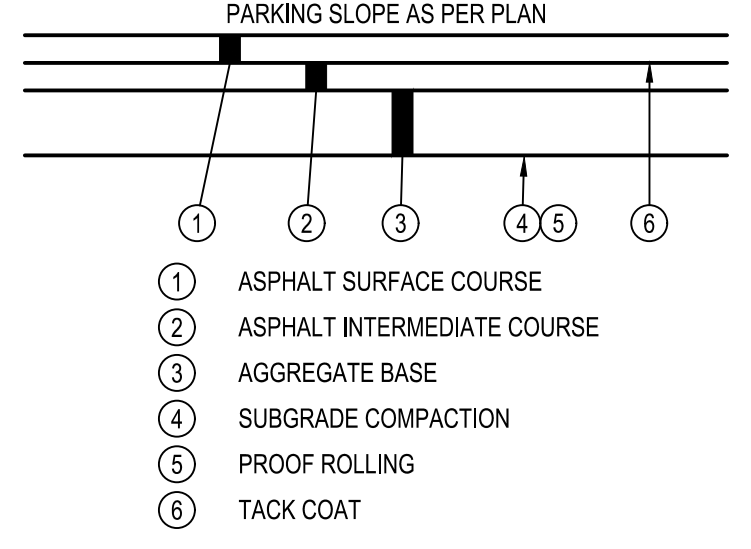 PARKING SLOPE AS PER PLAN
1 2 3 4 5 6
1 ASPHALT SURFACE COURSE
2 ASPHALT INTERMEDIATE COURSE
3 AGGREGATE BASE
4 SUBGRADE COMPACTION
5 PROOF ROLLING
6 TACK COAT